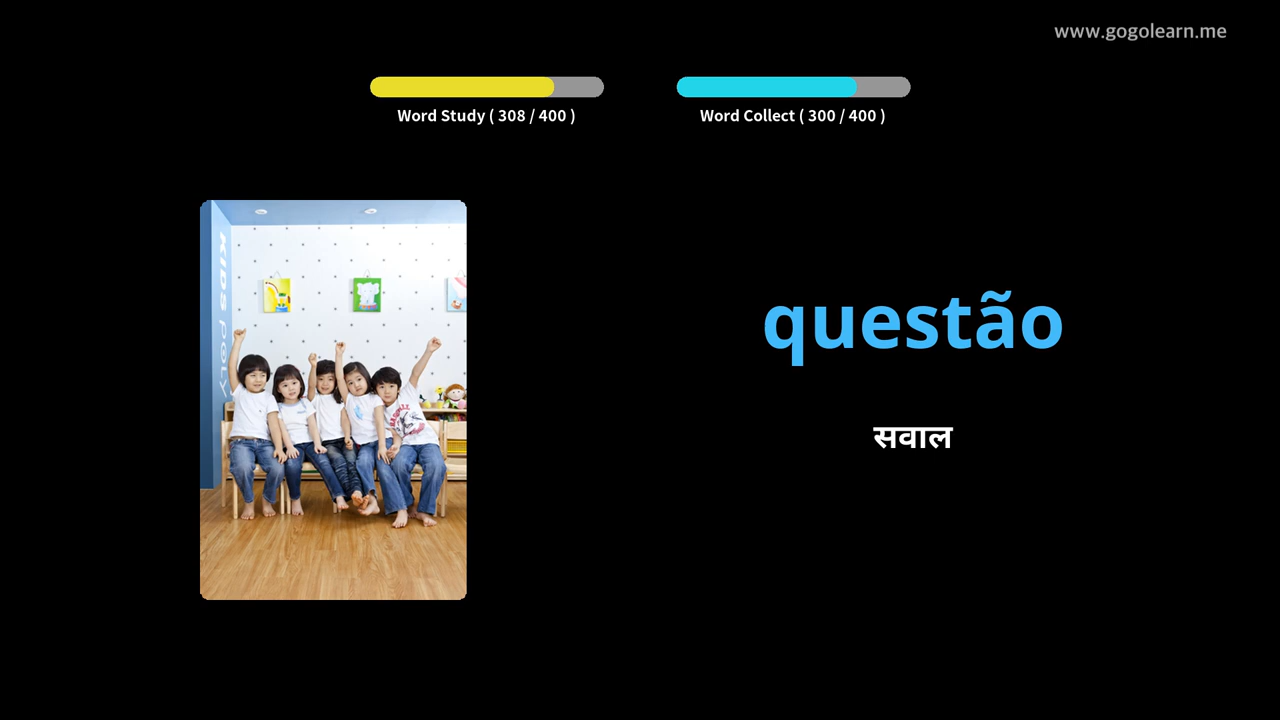 www.gogolearn.me
Word Study ( 308 / 400 )
Word Collect ( 300 / 400 )
KIDS POLY
questão
सवाल